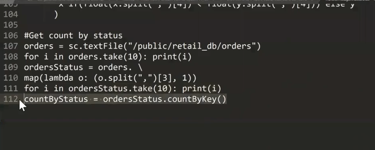 105 x if(float(x.split(",")[4]) < float(y.split(",")[4]) else y
104 )
105
106 #Get count by status
107 orders = sc.textFile("/public/retail_db/orders")
108 for i in orders.take(10): print(i)
109 ordersStatus = orders. \
110 map(lambda o: (o.split(",")[3], 1))
111 for i in ordersStatus.take(10): print(i)
112 countByStatus = ordersStatus.countByKey()